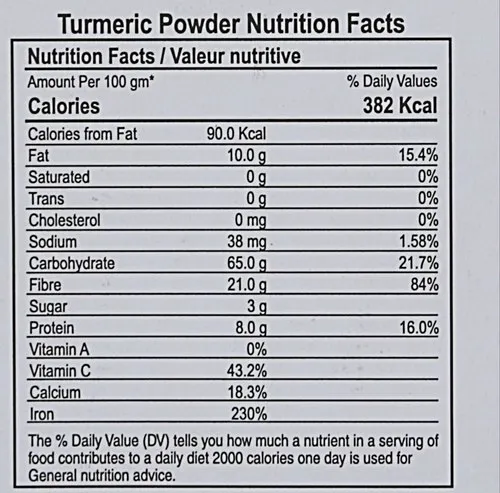 Turmeric Powder Nutrition Facts
Nutrition Facts / Valeur nutritive
Amount Per 100 gm* % Daily Values
Calories 382 Kcal
Calories from Fat 90.0 Kcal
Fat 10.0 g 15.4%
Saturated 0 g 0%
Trans 0 g 0%
Cholesterol 0 mg 0%
Sodium 38 mg 1.58%
Carbohydrate 65.0 g 21.7%
Fibre 21.0 g 84%
Sugar 3 g
Protein 8.0 g 16.0%
Vitamin A 0%
Vitamin C 43.2%
Calcium 18.3%
Iron 230%
The % Daily Value (DV) tells you how much a nutrient in a serving of
food contributes to a daily diet 2000 calories one day is used for
General nutrition advice.